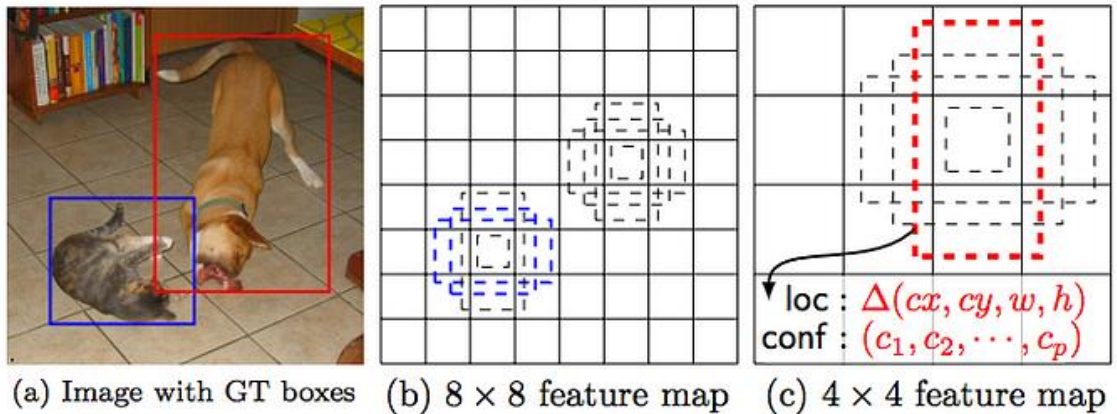 loc : Δ(cx, cy, w, h)
conf : (c₁, c₂, ⋯, cₚ)
(a) Image with GT boxes
(b) 8 × 8 feature map
(c) 4 × 4 feature map